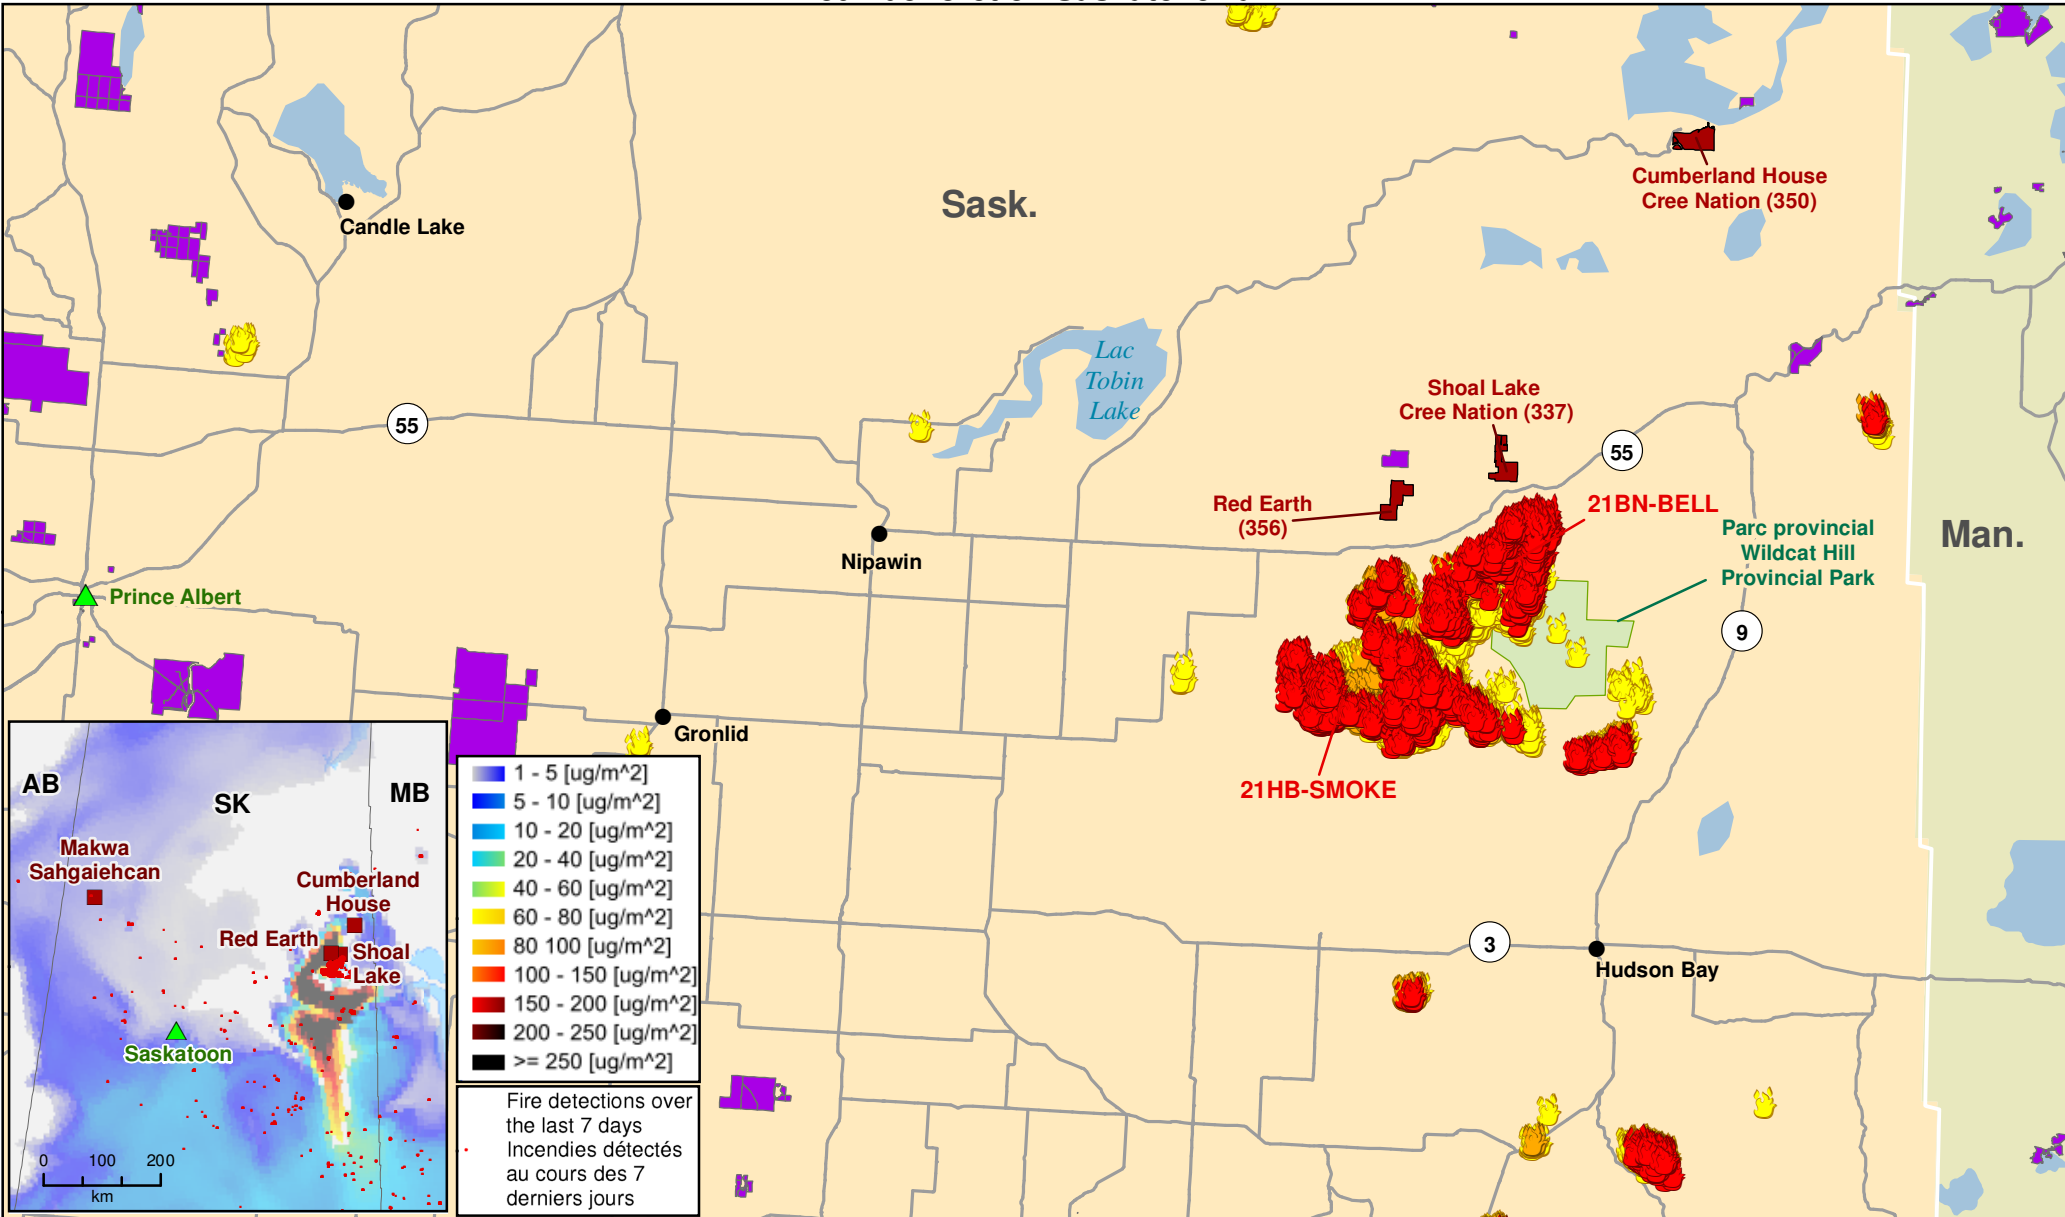 Sask.
Candle Lake
Cumberland House
Cree Nation (350)
Lac
Tobin
Lake
Shoal Lake
Cree Nation (337)
55
55
Red Earth
(356)
21BN-BELL
Parc provincial
Wildcat Hill
Provincial Park
Man.
Nipawin
Prince Albert
9
Gronlid
21HB-SMOKE
3
Hudson Bay
AB
SK
MB
Makwa
Sahgaiehcan
Cumberland
House
Red Earth
Shoal
Lake
Saskatoon
0 100 200
km
1 - 5 [ug/m^2]
5 - 10 [ug/m^2]
10 - 20 [ug/m^2]
20 - 40 [ug/m^2]
40 - 60 [ug/m^2]
60 - 80 [ug/m^2]
80 100 [ug/m^2]
100 - 150 [ug/m^2]
150 - 200 [ug/m^2]
200 - 250 [ug/m^2]
>= 250 [ug/m^2]
Fire detections over
the last 7 days
Incendies détectés
au cours des 7
derniers jours